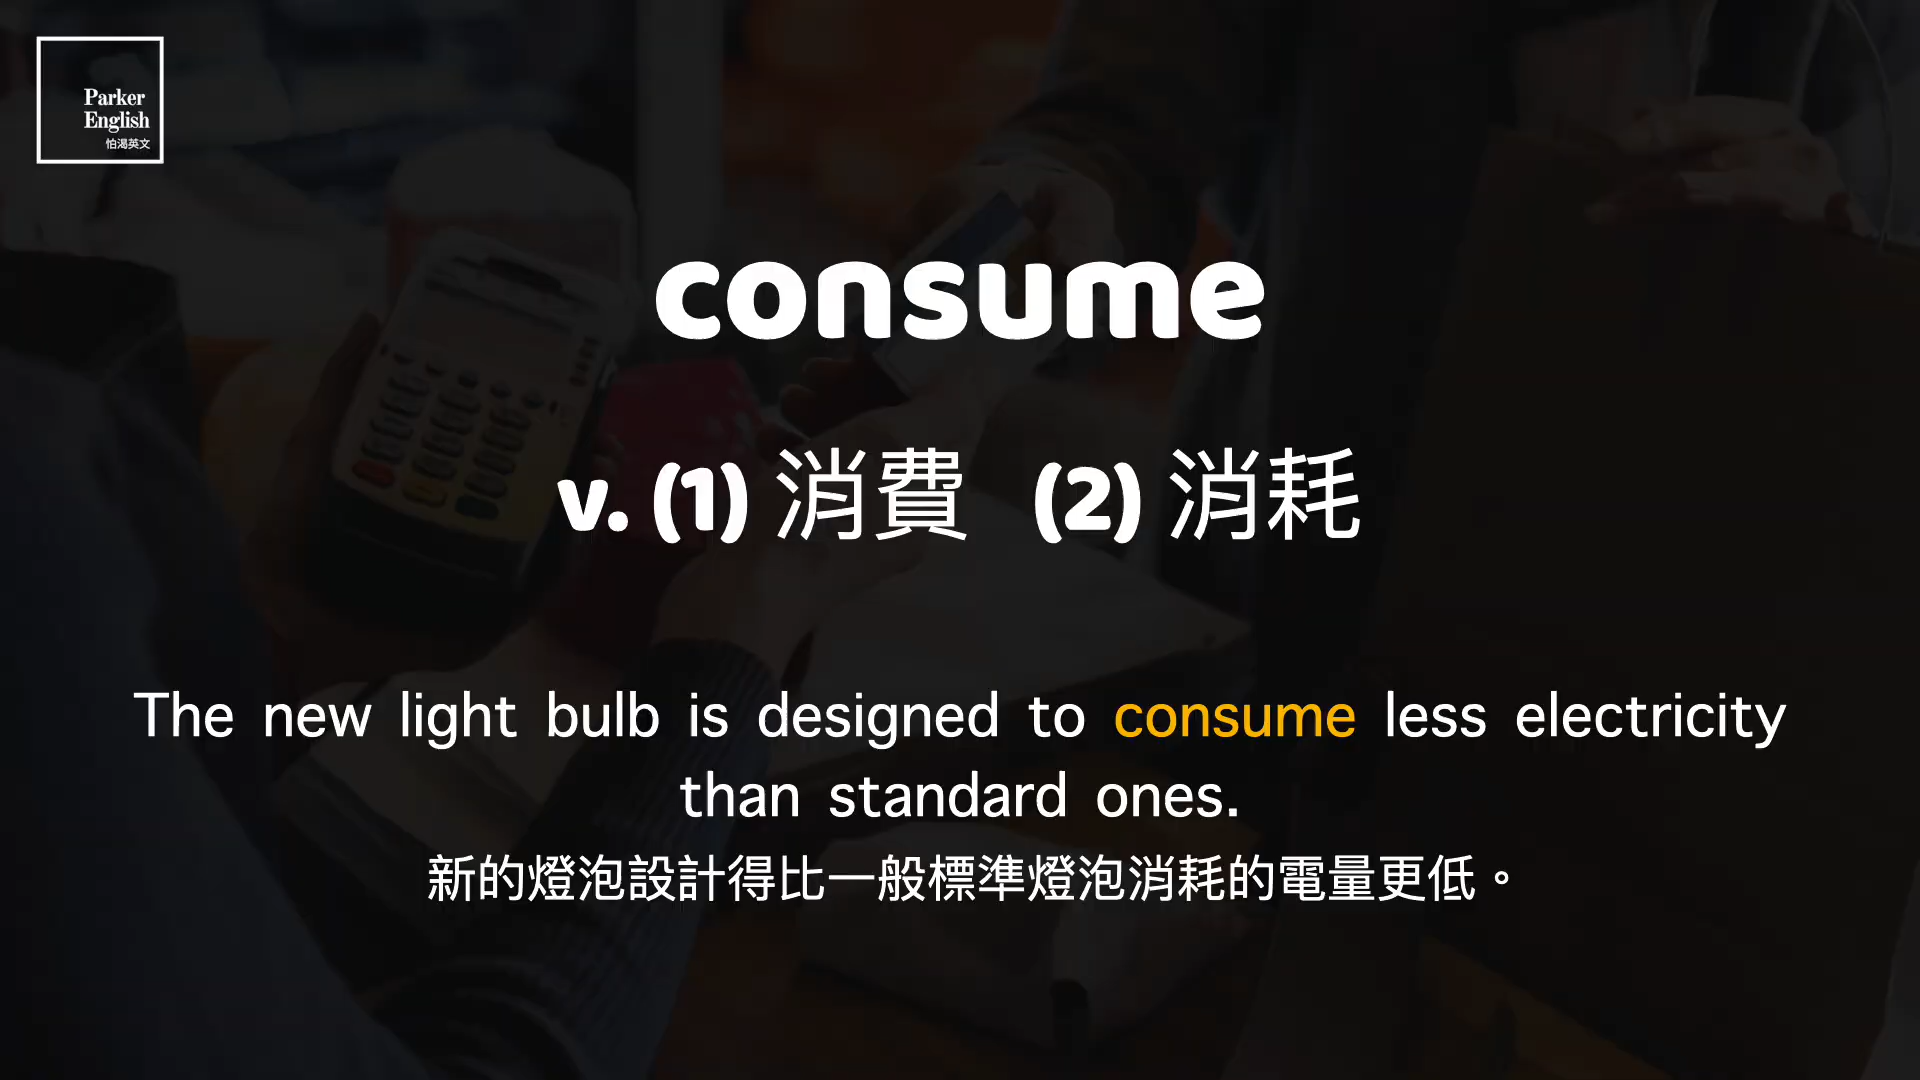 Parker
English
怕渴英文
consume
v. (1) 消費 (2) 消耗
The new light bulb is designed to consume less electricity
than standard ones.
新的燈泡設計得比一般標準燈泡消耗的電量更低。